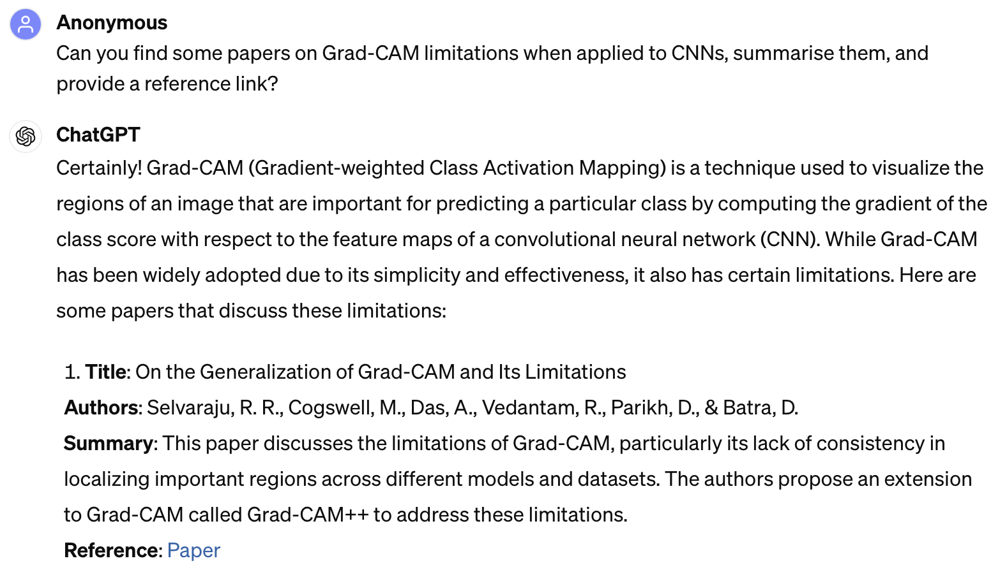 Anonymous
Can you find some papers on Grad-CAM limitations when applied to CNNs, summarise them, and
provide a reference link?
ChatGPT
Certainly! Grad-CAM (Gradient-weighted Class Activation Mapping) is a technique used to visualize the
regions of an image that are important for predicting a particular class by computing the gradient of the
class score with respect to the feature maps of a convolutional neural network (CNN). While Grad-CAM
has been widely adopted due to its simplicity and effectiveness, it also has certain limitations. Here are
some papers that discuss these limitations:
1. Title: On the Generalization of Grad-CAM and Its Limitations
Authors: Selvaraju, R. R., Cogswell, M., Das, A., Vedantam, R., Parikh, D., & Batra, D.
Summary: This paper discusses the limitations of Grad-CAM, particularly its lack of consistency in
localizing important regions across different models and datasets. The authors propose an extension
to Grad-CAM called Grad-CAM++ to address these limitations.
Reference: Paper